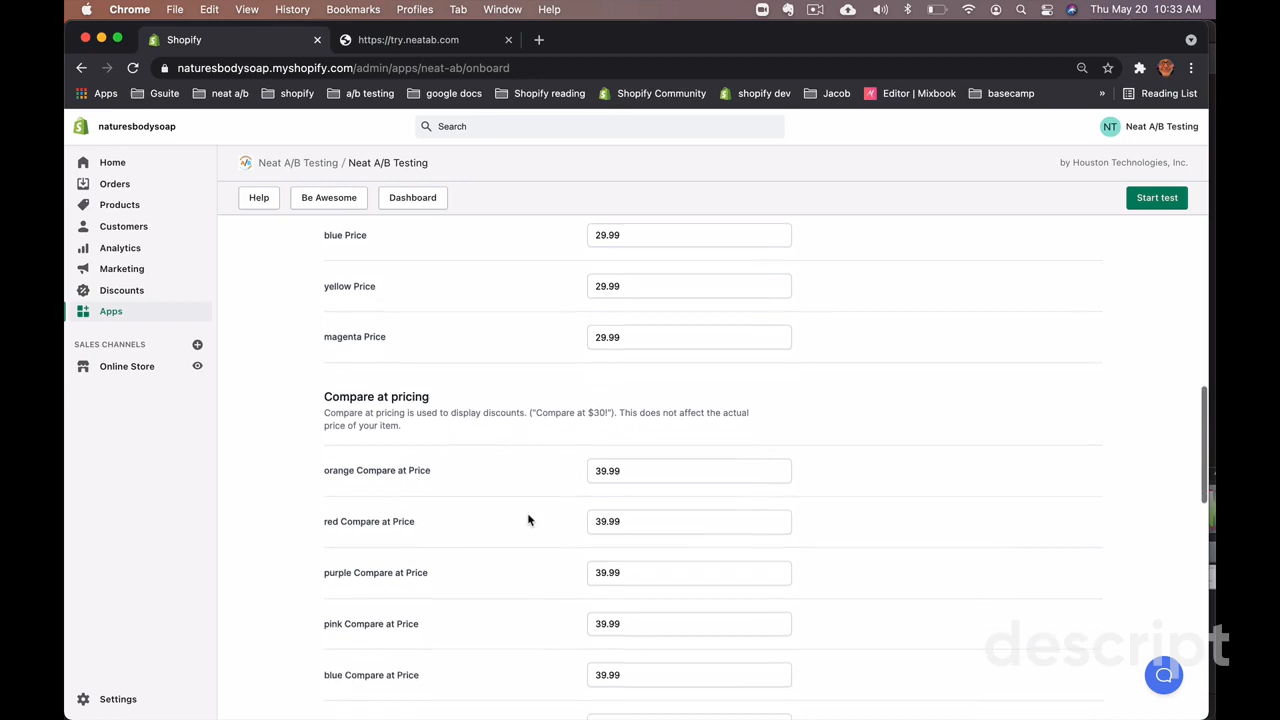 Chrome File Edit View History Bookmarks Profiles Tab Window Help Thu May 20 10:33 AM
Shopify https://try.neatab.com
naturesbodysoap.myshopify.com/admin/apps/neat-ab/onboard
Apps Gsuite neat a/b shopify a/b testing google docs Shopify reading Shopify Community shopify dev Jacob Editor | Mixbook basecamp » Reading List
naturesbodysoap Search NT Neat A/B Testing
Home
Orders
Products
Customers
Analytics
Marketing
Discounts
Apps
SALES CHANNELS
Online Store
Settings
A/B Neat A/B Testing / Neat A/B Testing by Houston Technologies, Inc.
Help Be Awesome Dashboard Start test
blue Price 29.99
yellow Price 29.99
magenta Price 29.99
Compare at pricing
Compare at pricing is used to display discounts. ("Compare at $30!"). This does not affect the actual
price of your item.
orange Compare at Price 39.99
red Compare at Price 39.99
purple Compare at Price 39.99
pink Compare at Price 39.99
blue Compare at Price 39.99
descript